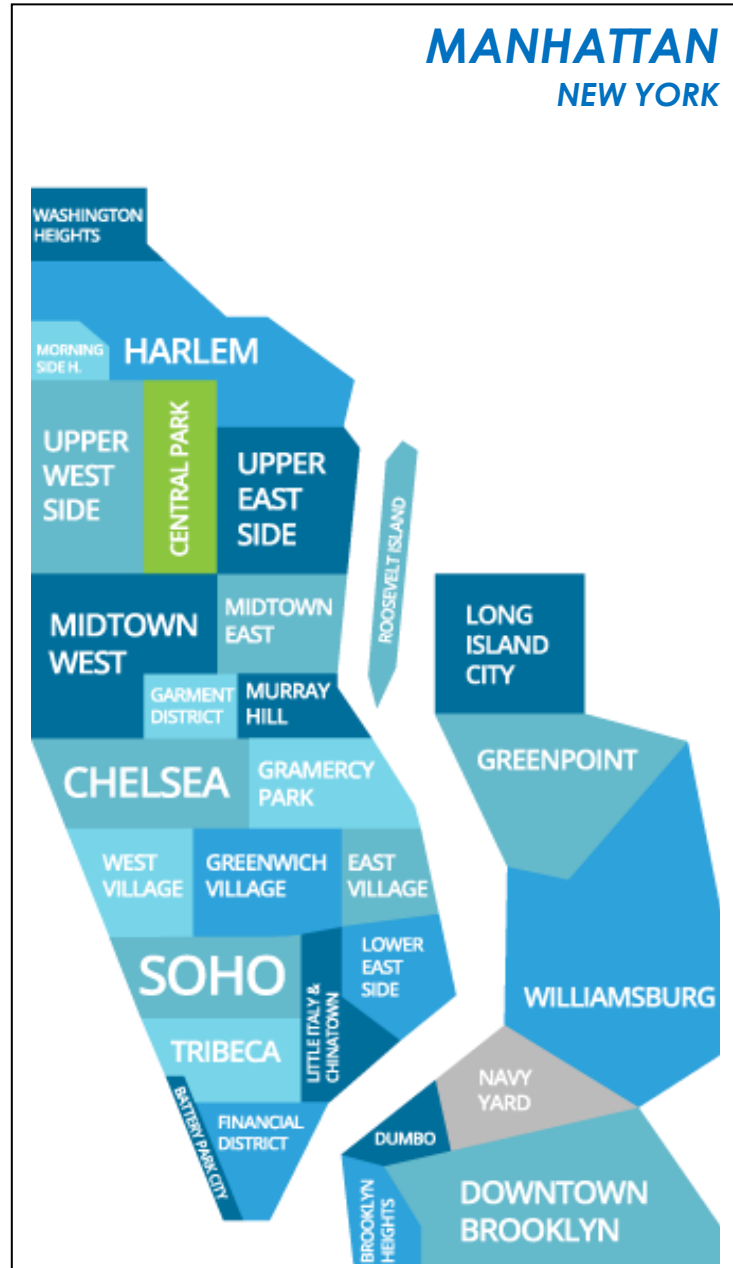 MANHATTAN
NEW YORK
WASHINGTON
HEIGHTS
MORNING
SIDE H.
HARLEM
UPPER
WEST
SIDE
CENTRAL PARK
UPPER
EAST
SIDE
ROOSEVELT ISLAND
MIDTOWN
WEST
MIDTOWN
EAST
LONG
ISLAND
CITY
GARMENT
DISTRICT
MURRAY
HILL
CHELSEA
GRAMERCY
PARK
GREENPOINT
WEST
VILLAGE
GREENWICH
VILLAGE
EAST
VILLAGE
SOHO
LITTLE ITALY &
CHINATOWN
LOWER
EAST
SIDE
WILLIAMSBURG
TRIBECA
NAVY
YARD
BATTERY PARK CITY
FINANCIAL
DISTRICT
DUMBO
BROOKLYN
HEIGHTS
DOWNTOWN
BROOKLYN